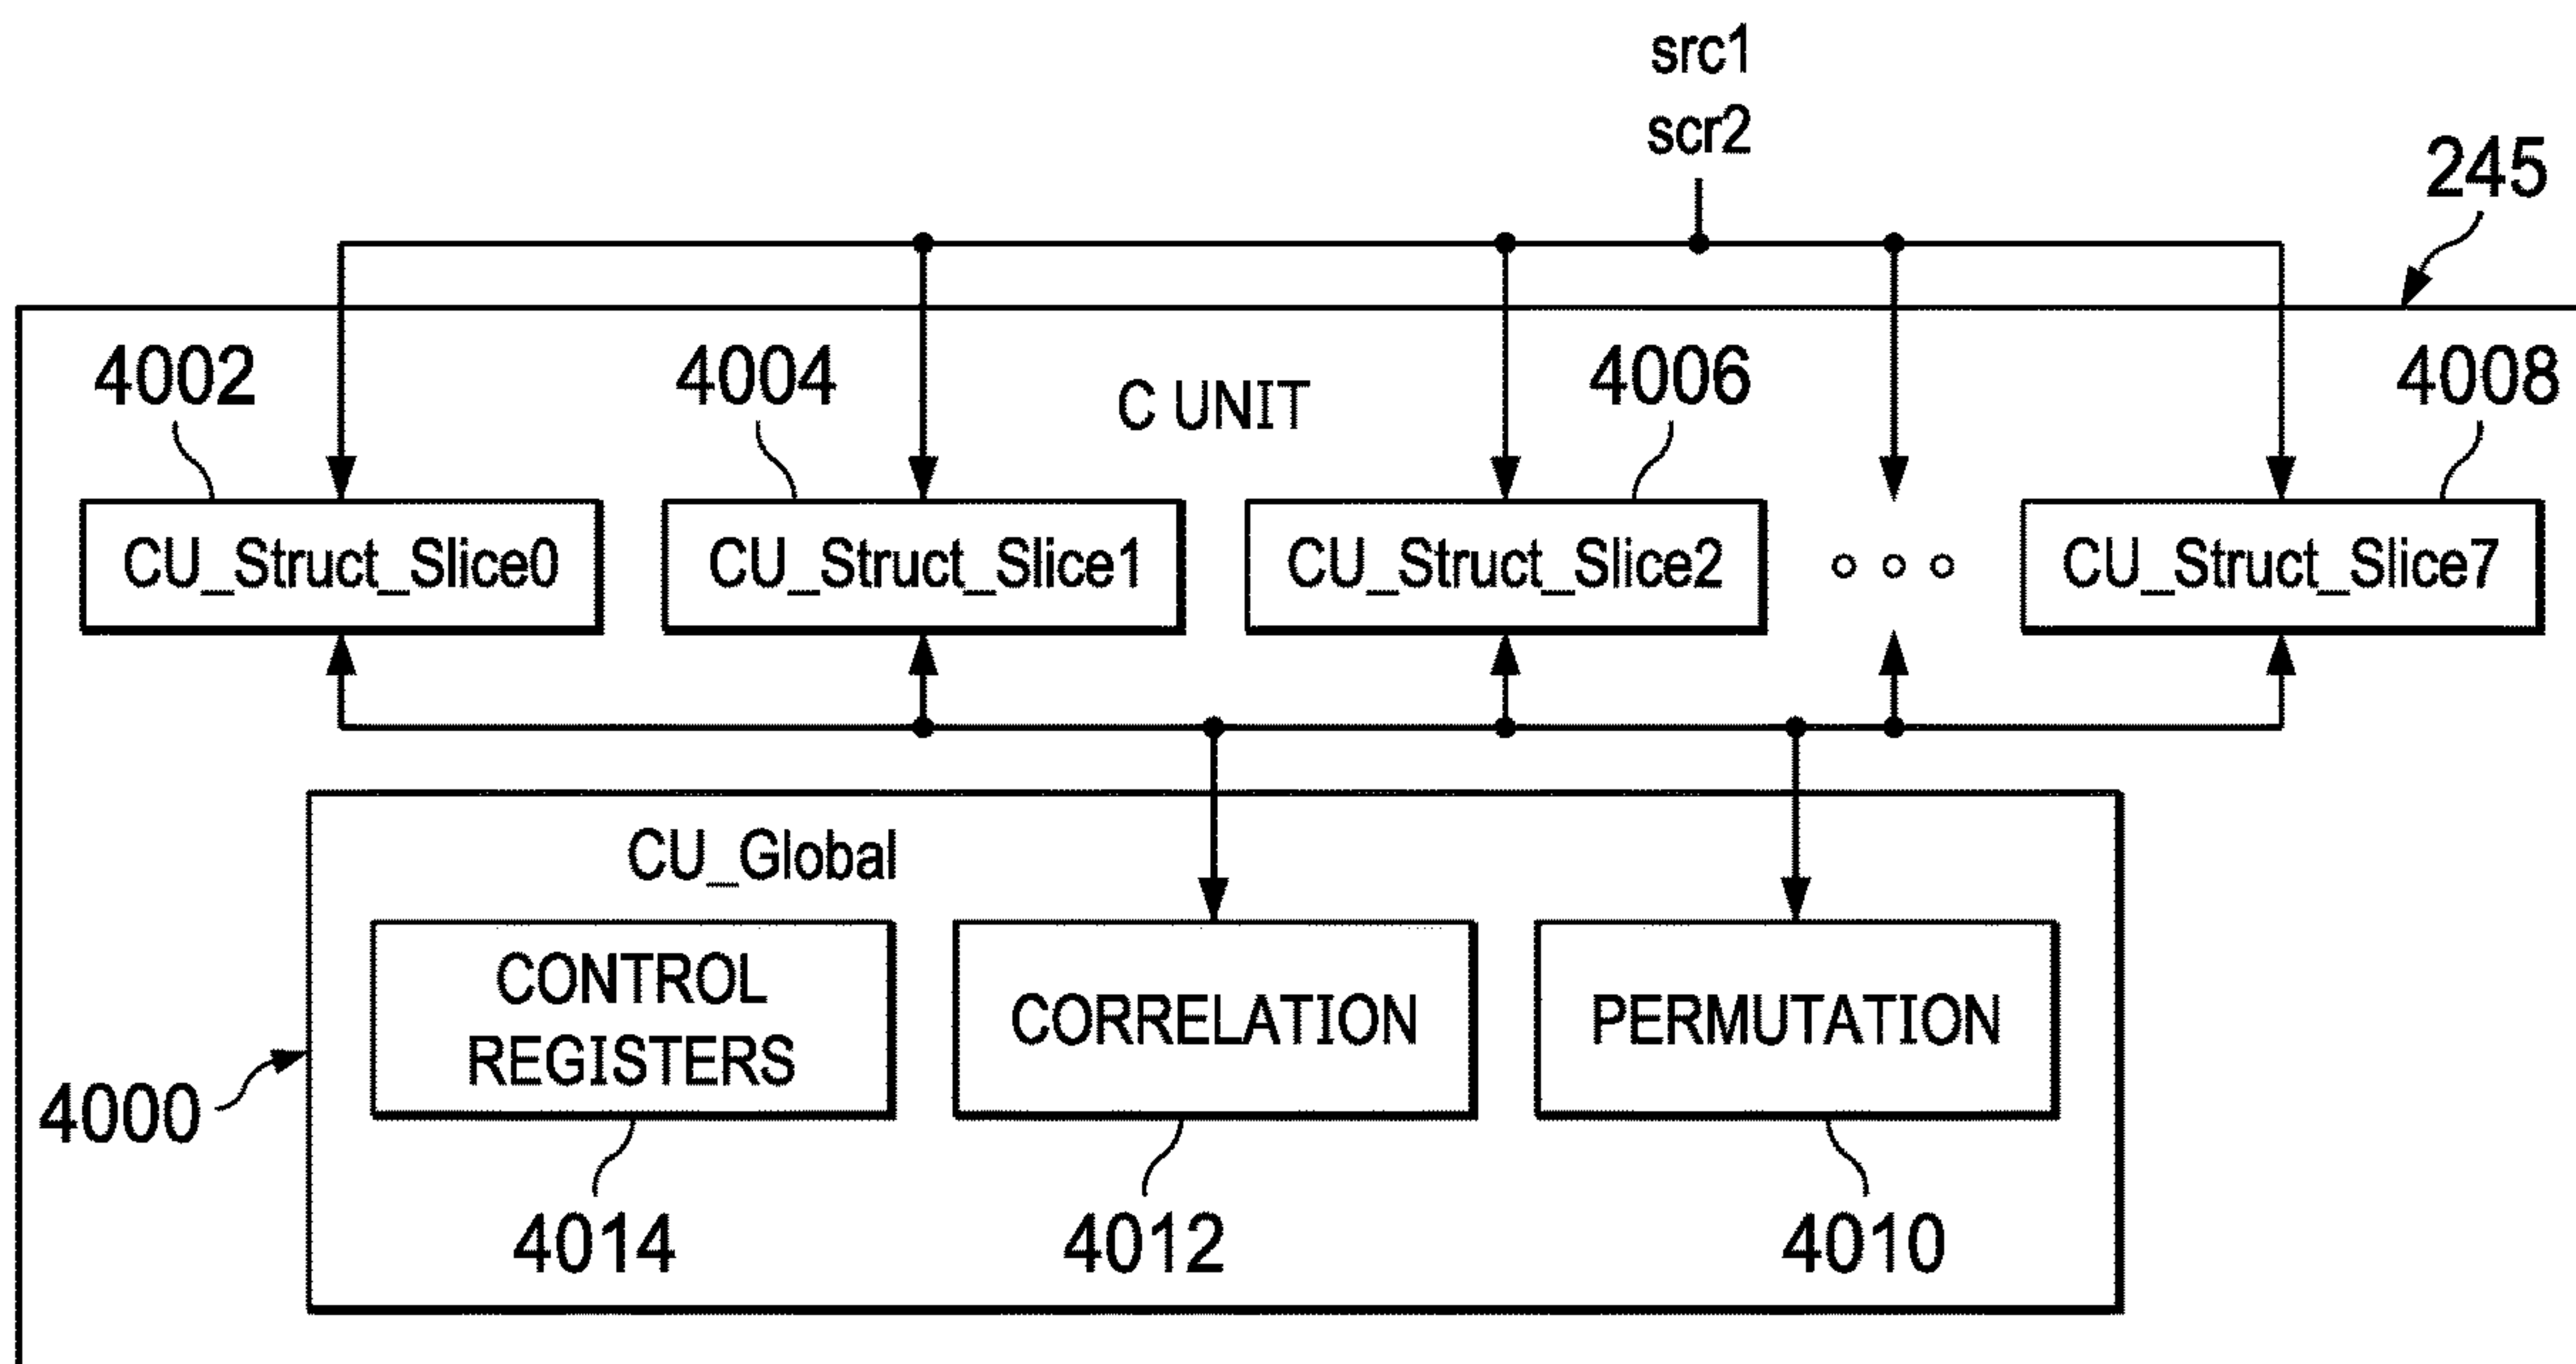 src1
scr2
245
4002
4004
C UNIT
4006
4008
CU_Struct_Slice0
CU_Struct_Slice1
CU_Struct_Slice2
CU_Struct_Slice7
CU_Global
CONTROL
REGISTERS
CORRELATION
PERMUTATION
4000
4014
4012
4010